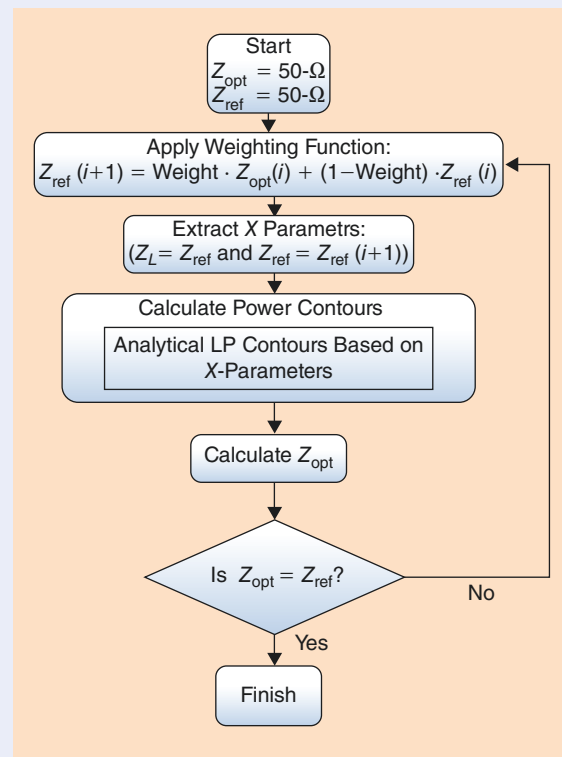 Start
Z_opt = 50-Ω
Z_ref = 50-Ω
Apply Weighting Function:
Z_ref (i+1) = Weight · Z_opt(i) + (1−Weight) ·Z_ref (i)
Extract X Parametrs:
(Z_L= Z_ref and Z_ref = Z_ref (i+1))
Calculate Power Contours
Analytical LP Contours Based on
X-Parameters
Calculate Z_opt
Is Z_opt = Z_ref?
No
Yes
Finish